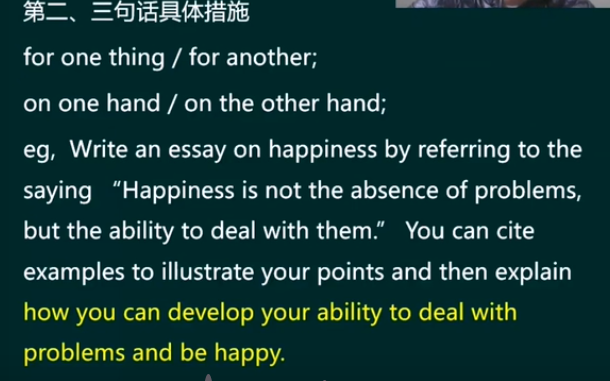 第二、三句话具体措施
for one thing / for another;
on one hand / on the other hand;
eg, Write an essay on happiness by referring to the
saying “Happiness is not the absence of problems,
but the ability to deal with them.” You can cite
examples to illustrate your points and then explain
how you can develop your ability to deal with
problems and be happy.